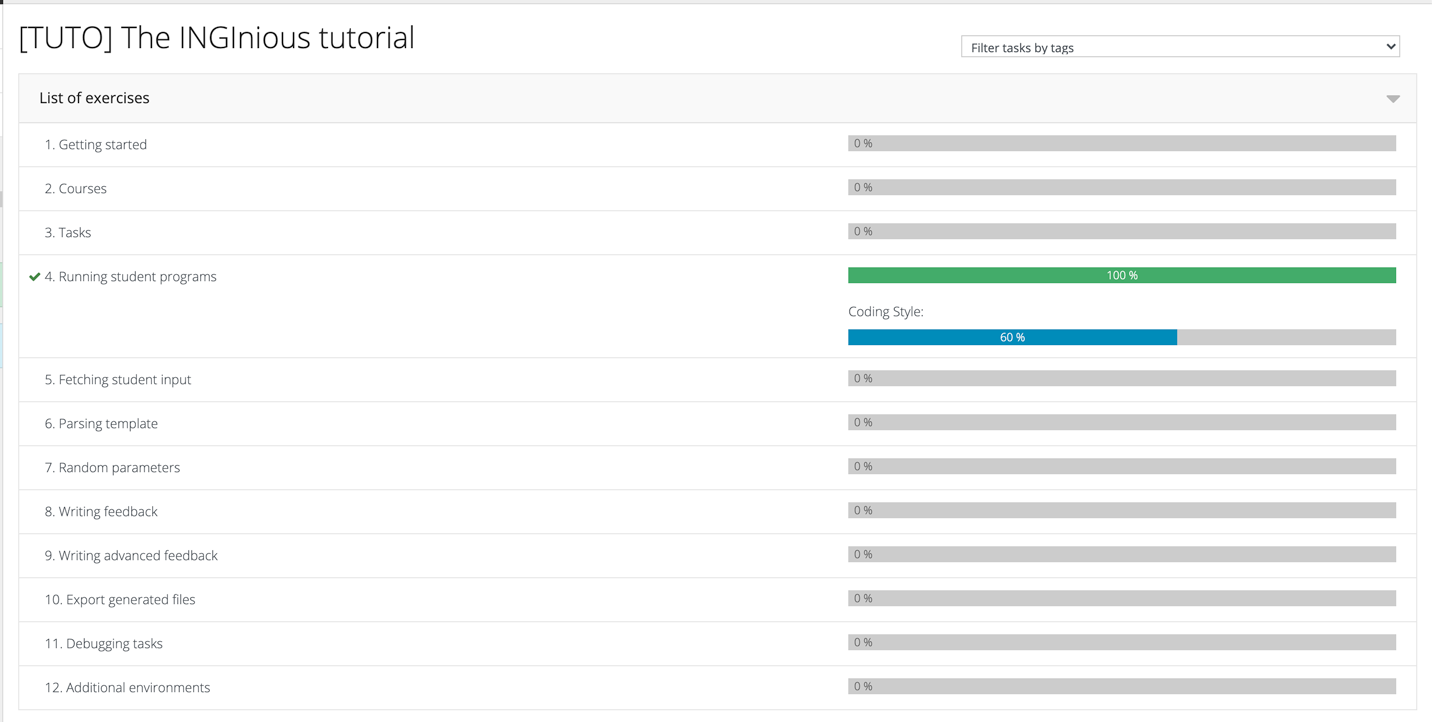 [TUTO] The INGInious tutorial
Filter tasks by tags
List of exercises
1. Getting started 0 %
2. Courses 0 %
3. Tasks 0 %
4. Running student programs 100 %
Coding Style:
60 %
5. Fetching student input 0 %
6. Parsing template 0 %
7. Random parameters 0 %
8. Writing feedback 0 %
9. Writing advanced feedback 0 %
10. Export generated files 0 %
11. Debugging tasks 0 %
12. Additional environments 0 %